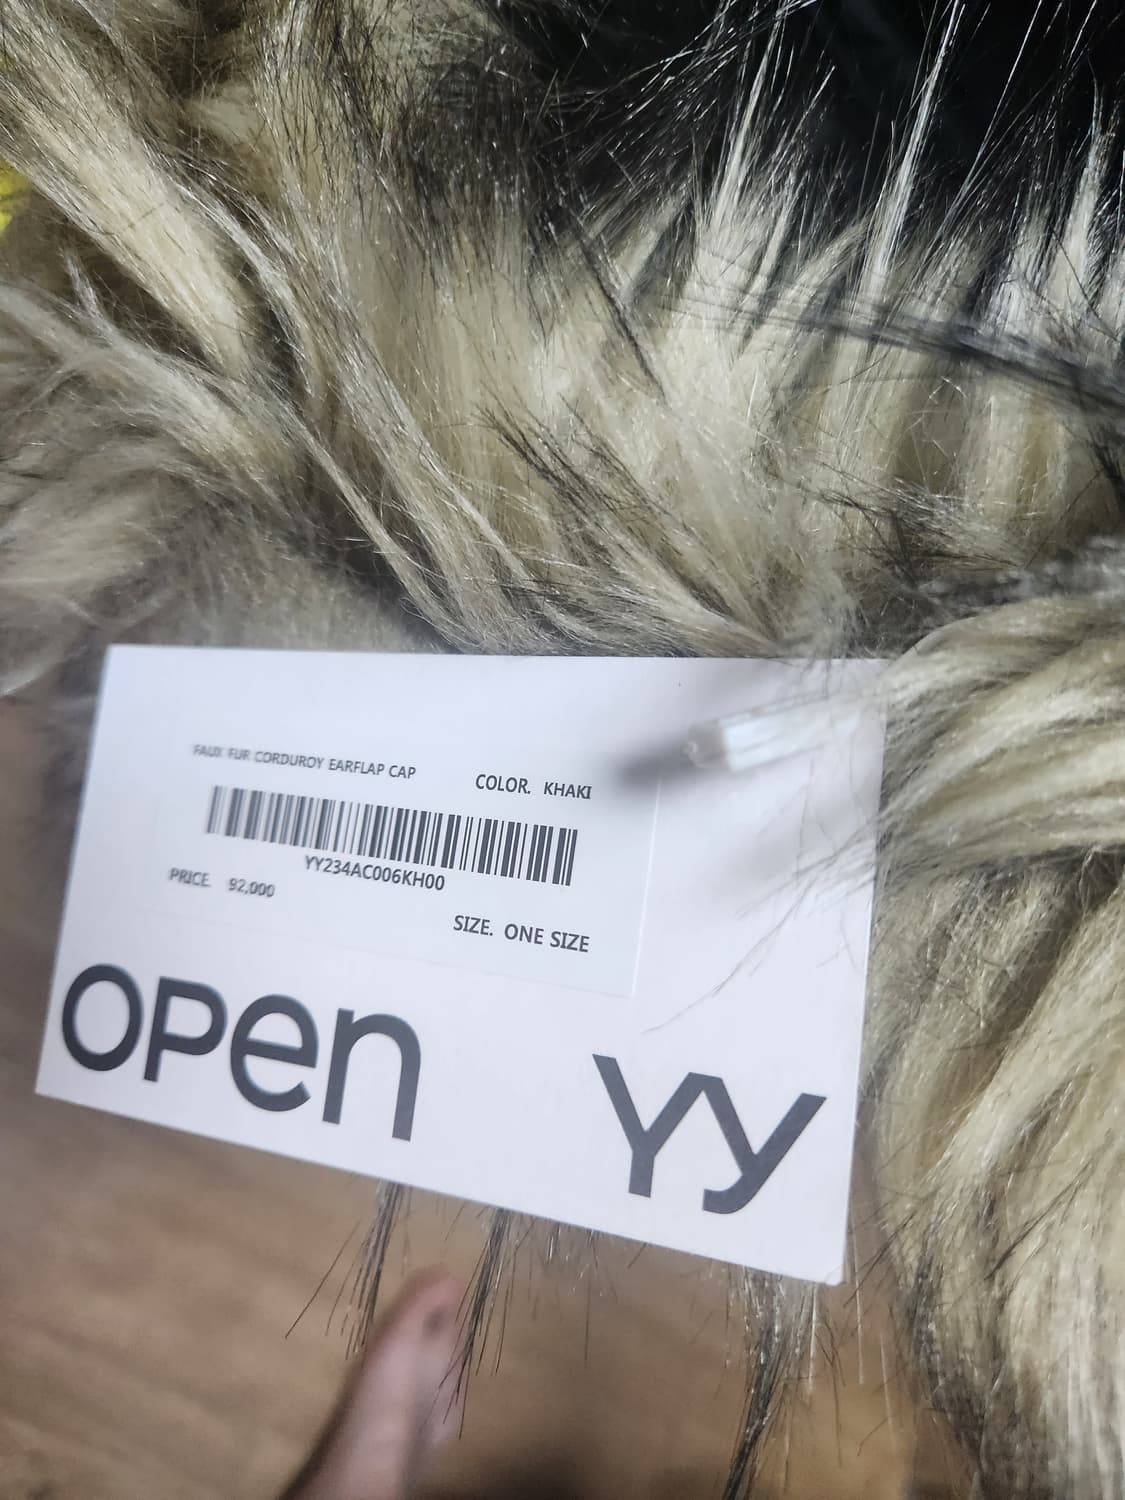 FAUX FUR CORDUROY EARFLAP CAP
COLOR. KHAKI
YY234AC006KH00
PRICE. 92,000
SIZE. ONE SIZE
open yy